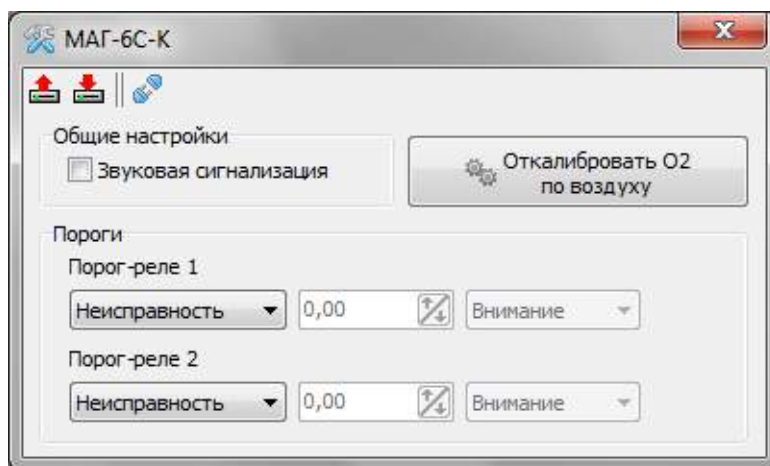 МАГ-6С-К
Общие настройки
Звуковая сигнализация
Откалибровать О2
по воздуху
Пороги
Порог-реле 1
Неисправность 0,00 Внимание
Порог-реле 2
Неисправность 0,00 Внимание